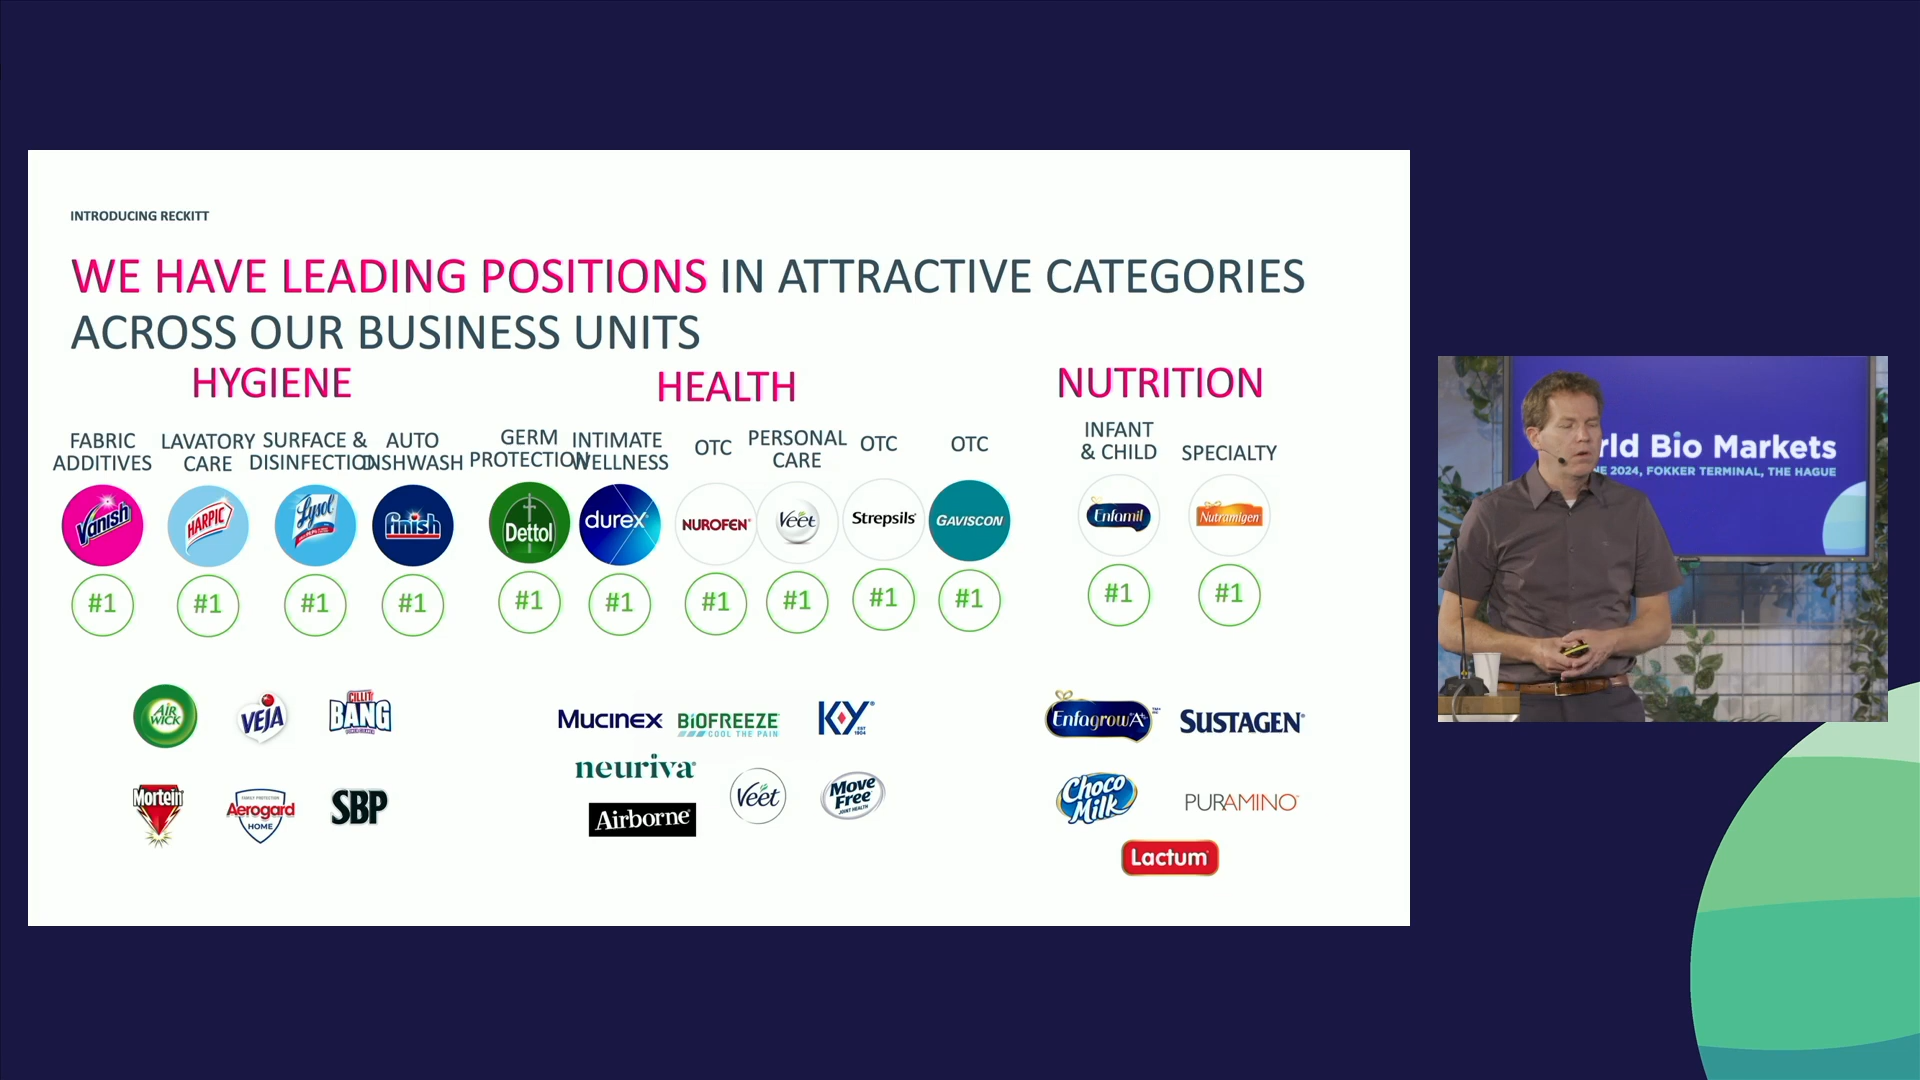 INTRODUCING RECKITT
WE HAVE LEADING POSITIONS IN ATTRACTIVE CATEGORIES
ACROSS OUR BUSINESS UNITS
HYGIENE
HEALTH
NUTRITION
FABRIC
ADDITIVES
LAVATORY
CARE
SURFACE &
DISINFECTION
AUTO
DISHWASH
GERM
PROTECTION
INTIMATE
WELLNESS
OTC
PERSONAL
CARE
OTC
OTC
INFANT
& CHILD
SPECIALTY
Vanish
HARPIC
Lysol
finish
Dettol
durex
NUROFEN
Veet
Strepsils
GAVISCON
Enfamil
Nutramigen
#1
#1
#1
#1
#1
#1
#1
#1
#1
#1
#1
#1
AIR
WICK
VEJA
CILLIT
BANG
Mortein
Aerogard
HOME
SBP
MUCINEX
BIOFREEZE
COOL THE PAIN
K-Y
neuriva
Airborne
Veet
Move
Free
JOINT HEALTH
EnfagrowA+
SUSTAGEN
Choco
Milk
PURAMINO
Lactum
rld Bio Markets
NE 2024, FOKKER TERMINAL, THE HAGUE